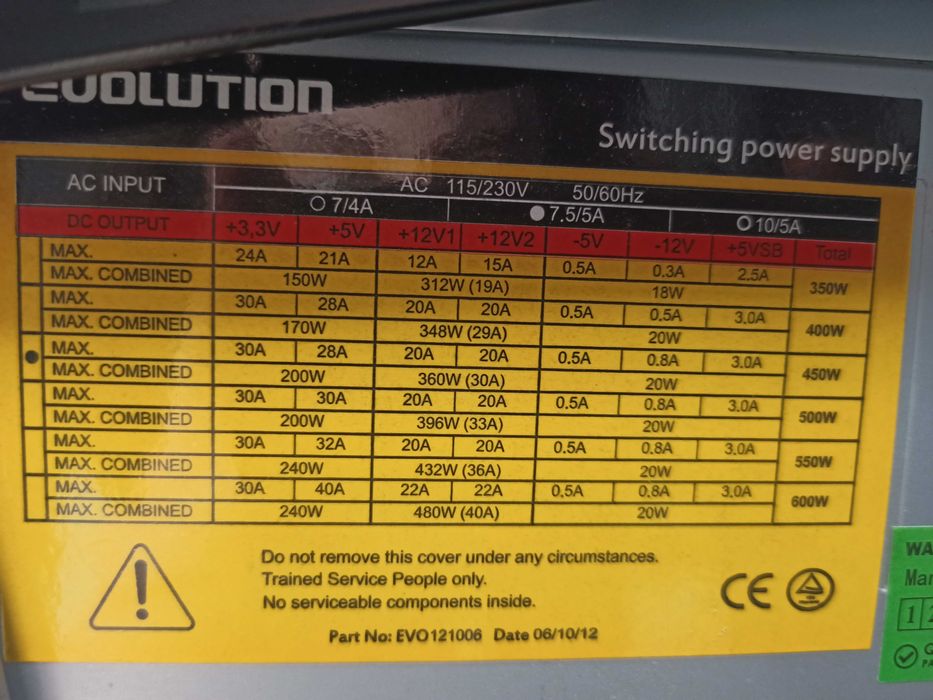 EVOLUTION
Switching power supply
AC INPUT AC 115/230V 50/60Hz
7/4A 7.5/5A 10/5A
DC OUTPUT +3,3V +5V +12V1 +12V2 -5V -12V +5VSB Total
MAX. 24A 21A 12A 15A 0.5A 0.3A 2.5A 350W
MAX. COMBINED 150W 312W (19A) 18W
MAX. 30A 28A 20A 20A 0.5A 0.5A 3.0A 400W
MAX. COMBINED 170W 348W (29A) 20W
MAX. 30A 28A 20A 20A 0.5A 0.8A 3.0A 450W
MAX. COMBINED 200W 360W (30A) 20W
MAX. 30A 30A 20A 20A 0.5A 0.8A 3.0A 500W
MAX. COMBINED 200W 396W (33A) 20W
MAX. 30A 32A 20A 20A 0.5A 0.8A 3.0A 550W
MAX. COMBINED 240W 432W (36A) 20W
MAX. 30A 40A 22A 22A 0,5A 0.8A 3.0A 600W
MAX. COMBINED 240W 480W (40A) 20W
Do not remove this cover under any circumstances.
Trained Service People only.
No serviceable components inside.
Part No: EVO121006 Date 06/10/12
CE
WA
Mar
1 2